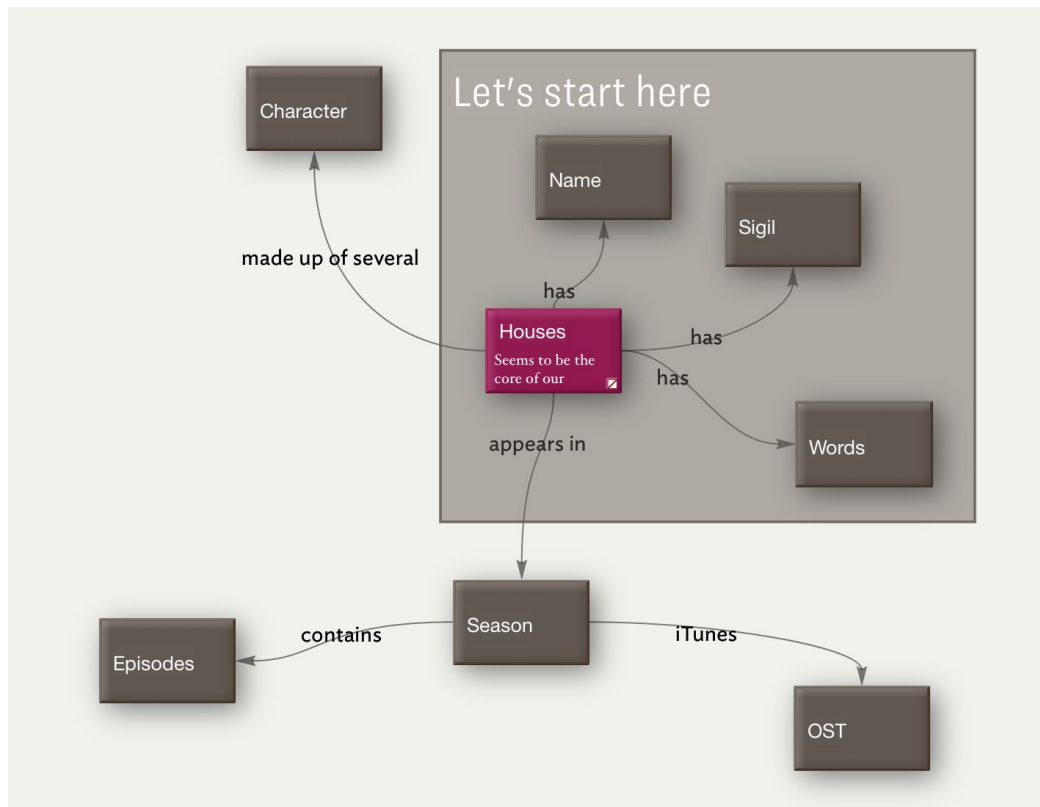 Let's start here
Character
Name
Sigil
made up of several
has
Houses
Seems to be the
core of our
has
has
appears in
Words
Season
contains
iTunes
Episodes
OST